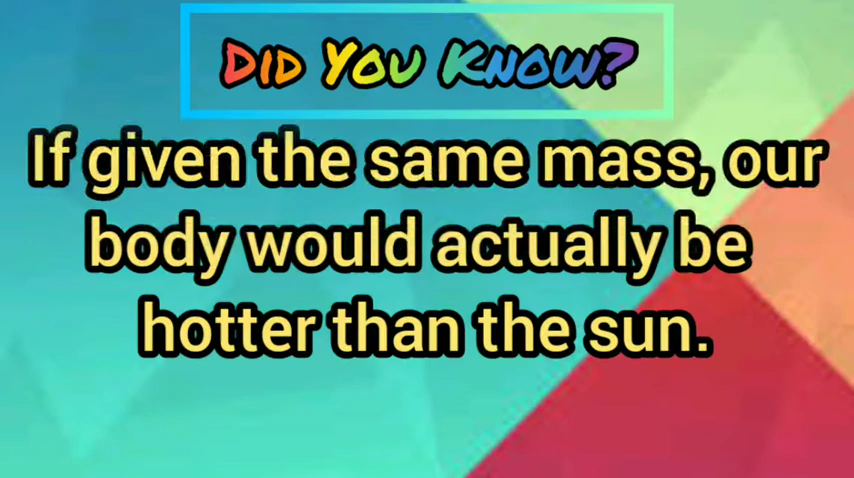 Did You Know?
If given the same mass, our
body would actually be
hotter than the sun.